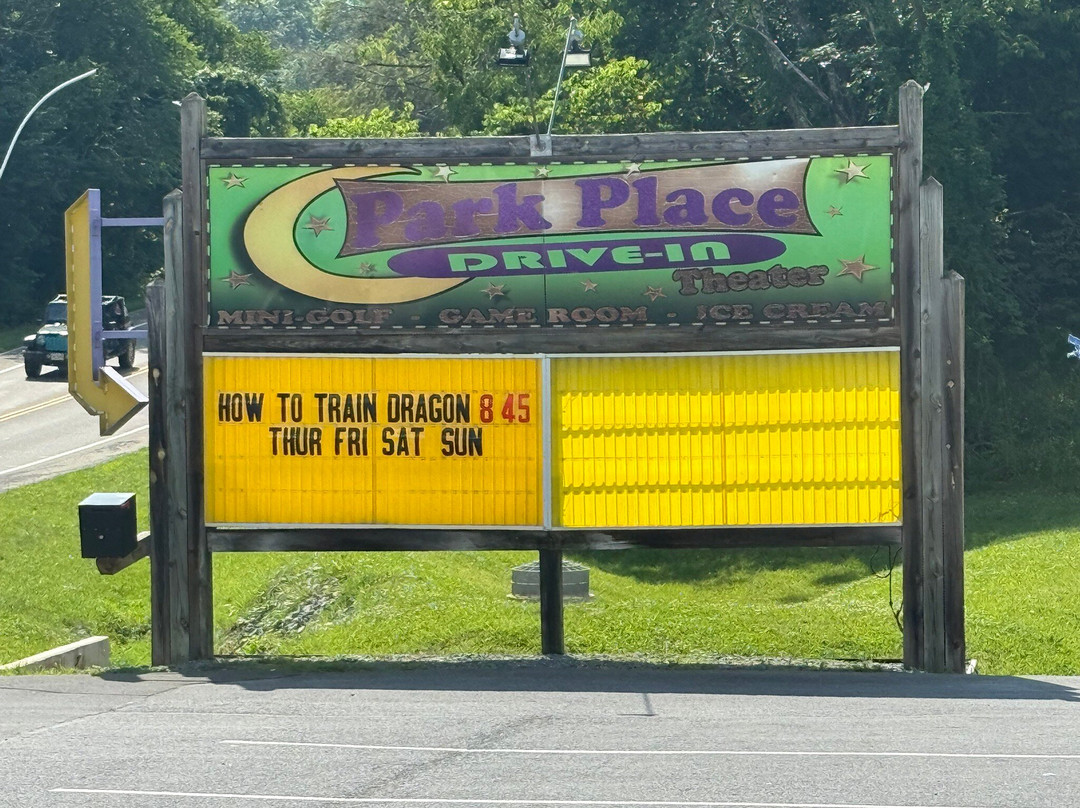 Park Place
DRIVE-IN
Theater
MINI-GOLF - GAME ROOM - ICE CREAM
HOW TO TRAIN DRAGON 8 45
THUR FRI SAT SUN